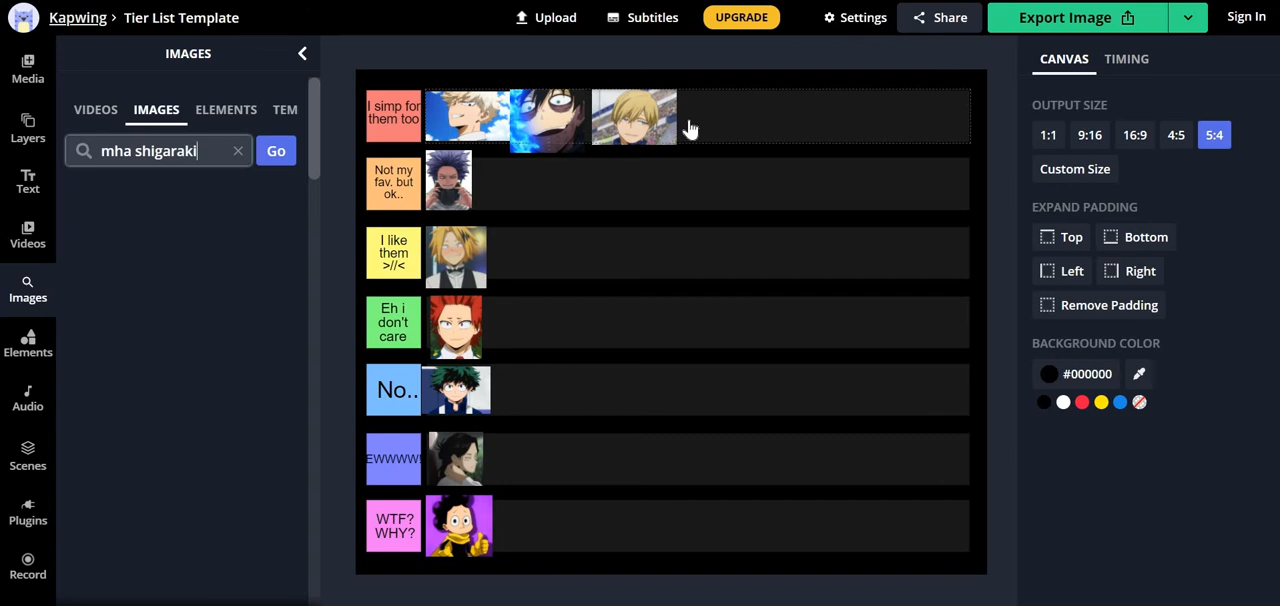 Kapwing › Tier List Template
Upload
Subtitles
UPGRADE
Settings
Share
Export Image
Sign In
Media
Layers
Text
Videos
Images
Elements
Audio
Scenes
Plugins
Record
IMAGES
VIDEOS IMAGES ELEMENTS TEM
mha shigaraki
Go
I simp for
them too
Not my
fav. but
ok..
I like
them
>//<
Eh i
don't
care
No..
EWWWW!
WTF?
WHY?
CANVAS TIMING
OUTPUT SIZE
1:1 9:16 16:9 4:5 5:4
Custom Size
EXPAND PADDING
Top Bottom
Left Right
Remove Padding
BACKGROUND COLOR
#000000